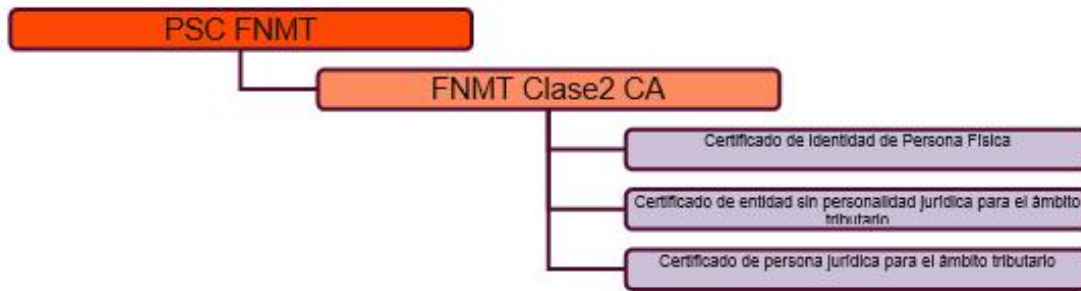 PSC FNMT
FNMT Clase2 CA
Certificado de Identidad de Persona Física
Certificado de entidad sin personalidad jurídica para el ámbito
tributario
Certificado de persona jurídica para el ámbito tributario